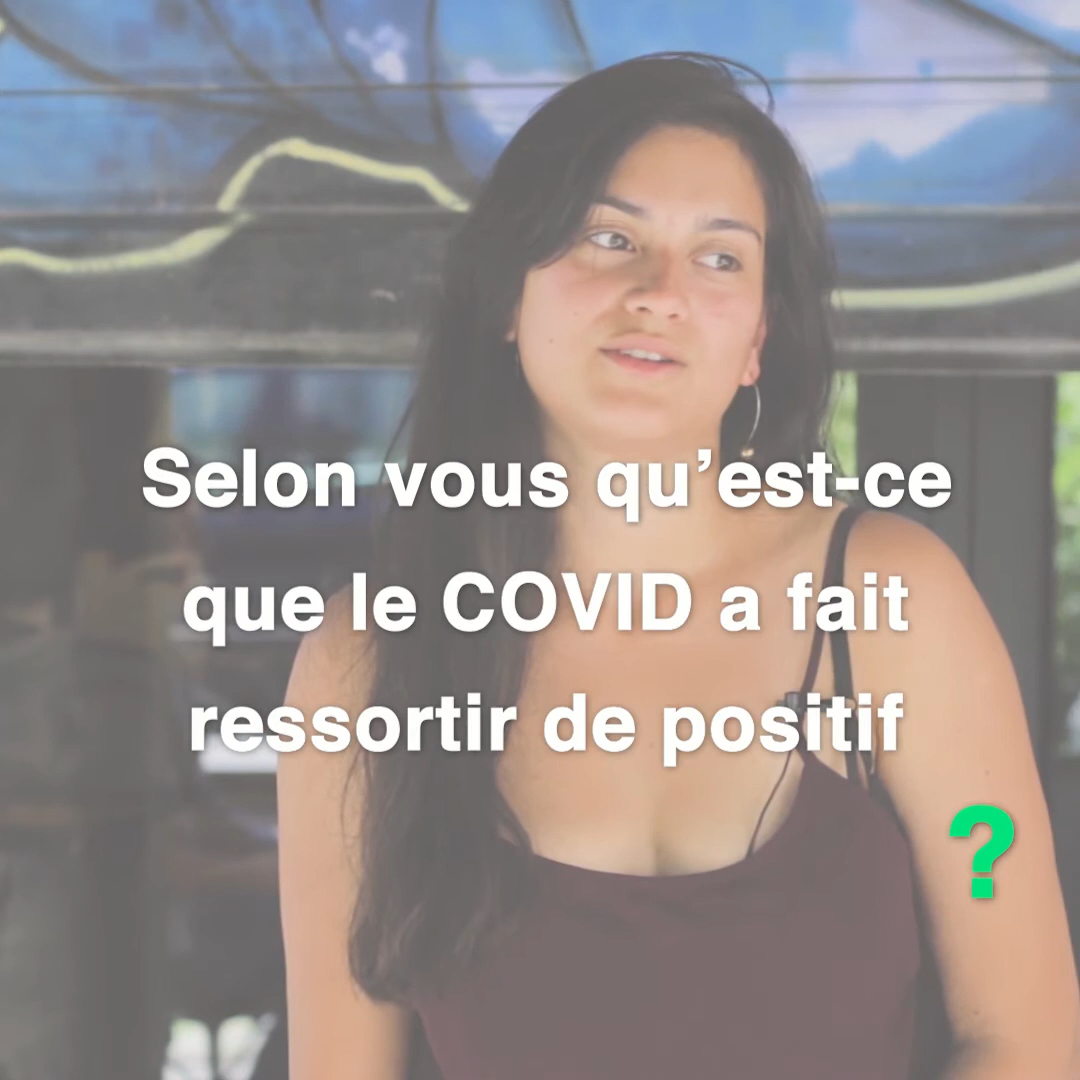 Selon vous qu’est-ce
que le COVID a fait
ressortir de positif
?